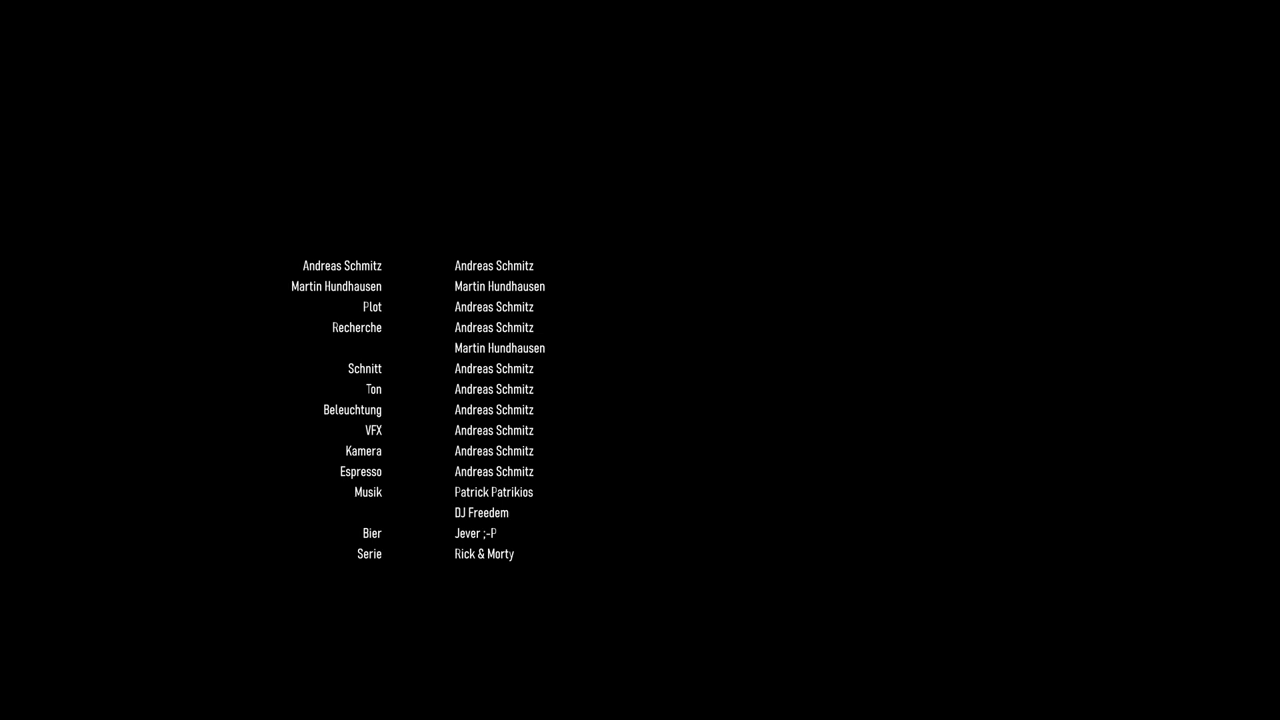 Andreas Schmitz Andreas Schmitz
Martin Hundhausen Martin Hundhausen
Plot Andreas Schmitz
Recherche Andreas Schmitz
Martin Hundhausen
Schnitt Andreas Schmitz
Ton Andreas Schmitz
Beleuchtung Andreas Schmitz
VFX Andreas Schmitz
Kamera Andreas Schmitz
Espresso Andreas Schmitz
Musik Patrick Patrikios
DJ Freedem
Bier Jever ;-P
Serie Rick & Morty